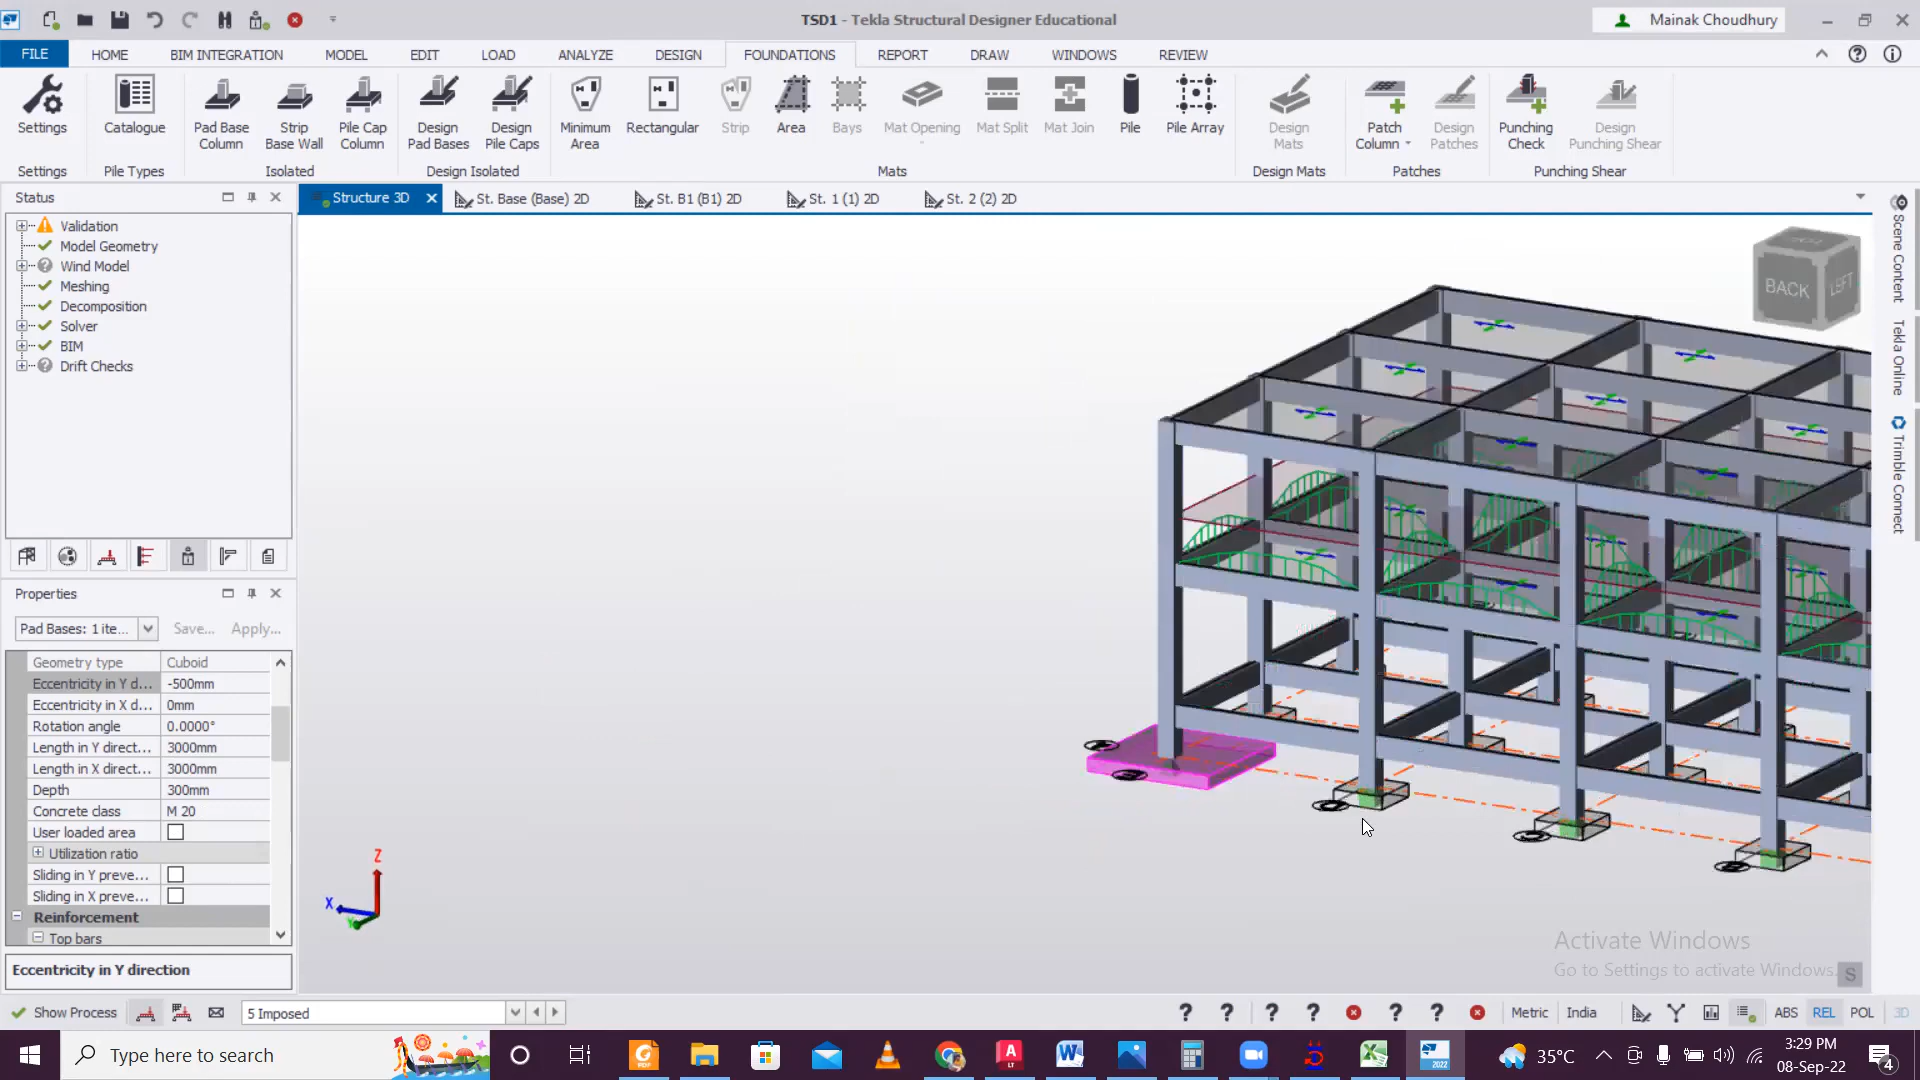 TSD1 - Tekla Structural Designer Educational
Mainak Choudhury
FILE
HOME
BIM INTEGRATION
MODEL
EDIT
LOAD
ANALYZE
DESIGN
FOUNDATIONS
REPORT
DRAW
WINDOWS
REVIEW
Settings
Catalogue
Pad Base Column
Strip Base Wall
Pile Cap Column
Design Pad Bases
Design Pile Caps
Minimum Area
Rectangular
Strip
Area
Bays
Mat Opening
Mat Split
Mat Join
Pile
Pile Array
Design Mats
Patch Column
Design Patches
Punching Check
Design Punching Shear
Settings
Pile Types
Isolated
Design Isolated
Mats
Design Mats
Patches
Punching Shear
Status
Structure 3D
St. Base (Base) 2D
St. B1 (B1) 2D
St. 1 (1) 2D
St. 2 (2) 2D
Validation
Model Geometry
Wind Model
Meshing
Decomposition
Solver
BIM
Drift Checks
BACK
LEFT
Scene Content
Tekla Online
Trimble Connect
Properties
Pad Bases: 1 ite...
Save...
Apply...
Geometry type Cuboid
Eccentricity in Y d... -500mm
Eccentricity in X d... 0mm
Rotation angle 0.0000°
Length in Y direct... 3000mm
Length in X direct... 3000mm
Depth 300mm
Concrete class M 20
User loaded area
Utilization ratio
Sliding in Y preve...
Sliding in X preve...
Reinforcement
Top bars
Eccentricity in Y direction
Z
X
Y
Activate Windows
Go to Settings to activate Windows.
S
Show Process
5 Imposed
Metric
India
ABS
REL
POL
3D
Type here to search
35°C
3:29 PM
08-Sep-22
4